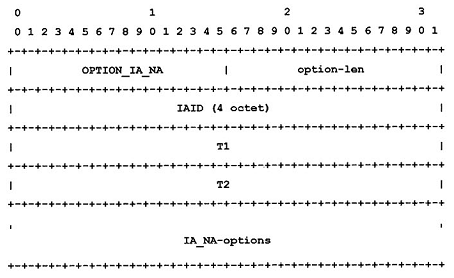 0 1 2 3
0 1 2 3 4 5 6 7 8 9 0 1 2 3 4 5 6 7 8 9 0 1 2 3 4 5 6 7 8 9 0 1
+-+-+-+-+-+-+-+-+-+-+-+-+-+-+-+-+-+-+-+-+-+-+-+-+-+-+-+-+-+-+-+-+
| OPTION_IA_NA | option-len |
+-+-+-+-+-+-+-+-+-+-+-+-+-+-+-+-+-+-+-+-+-+-+-+-+-+-+-+-+-+-+-+-+
| IAID (4 octet) |
+-+-+-+-+-+-+-+-+-+-+-+-+-+-+-+-+-+-+-+-+-+-+-+-+-+-+-+-+-+-+-+-+
| T1 |
+-+-+-+-+-+-+-+-+-+-+-+-+-+-+-+-+-+-+-+-+-+-+-+-+-+-+-+-+-+-+-+-+
| T2 |
+-+-+-+-+-+-+-+-+-+-+-+-+-+-+-+-+-+-+-+-+-+-+-+-+-+-+-+-+-+-+-+-+
' '
IA_NA-options
+-+-+-+-+-+-+-+-+-+-+-+-+-+-+-+-+-+-+-+-+-+-+-+-+-+-+-+-+-+-+-+-+